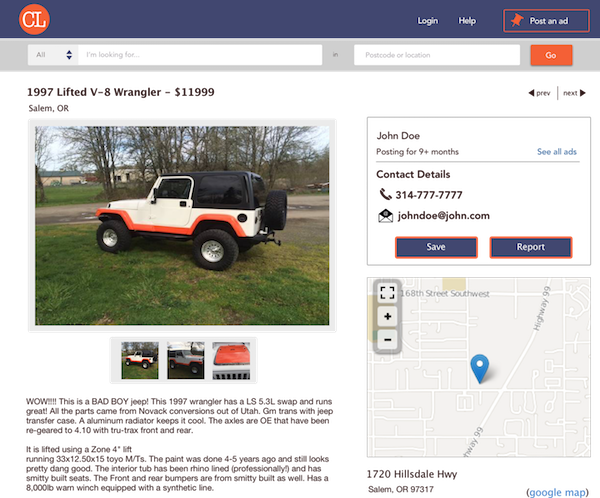 CL
Login
Help
Post an ad
All
I'm looking for...
in
Postcode or location
Go
1997 Lifted V-8 Wrangler - $11999
Salem, OR
prev
next
John Doe
Posting for 9+ months
See all ads
Contact Details
314-777-7777
johndoe@john.com
Save
Report
168th Street Southwest
Highway 99
Highway 99
+
−
WOW!!!! This is a BAD BOY jeep! This 1997 wrangler has a LS 5.3L swap and runs
great! All the parts came from Novack conversions out of Utah. Gm trans with jeep
transfer case. A aluminum radiator keeps it cool. The axles are OE that have been
re-geared to 4.10 with tru-trax front and rear.
It is lifted using a Zone 4" lift
running 33x12.50x15 toyo M/Ts. The paint was done 4-5 years ago and still looks
pretty dang good. The interior tub has been rhino lined (professionally!) and has
smitty built seats. The Front and rear bumpers are from smitty built as well. Has a
8,000lb warn winch equipped with a synthetic line.
1720 Hillsdale Hwy
Salem, OR 97317
(google map)